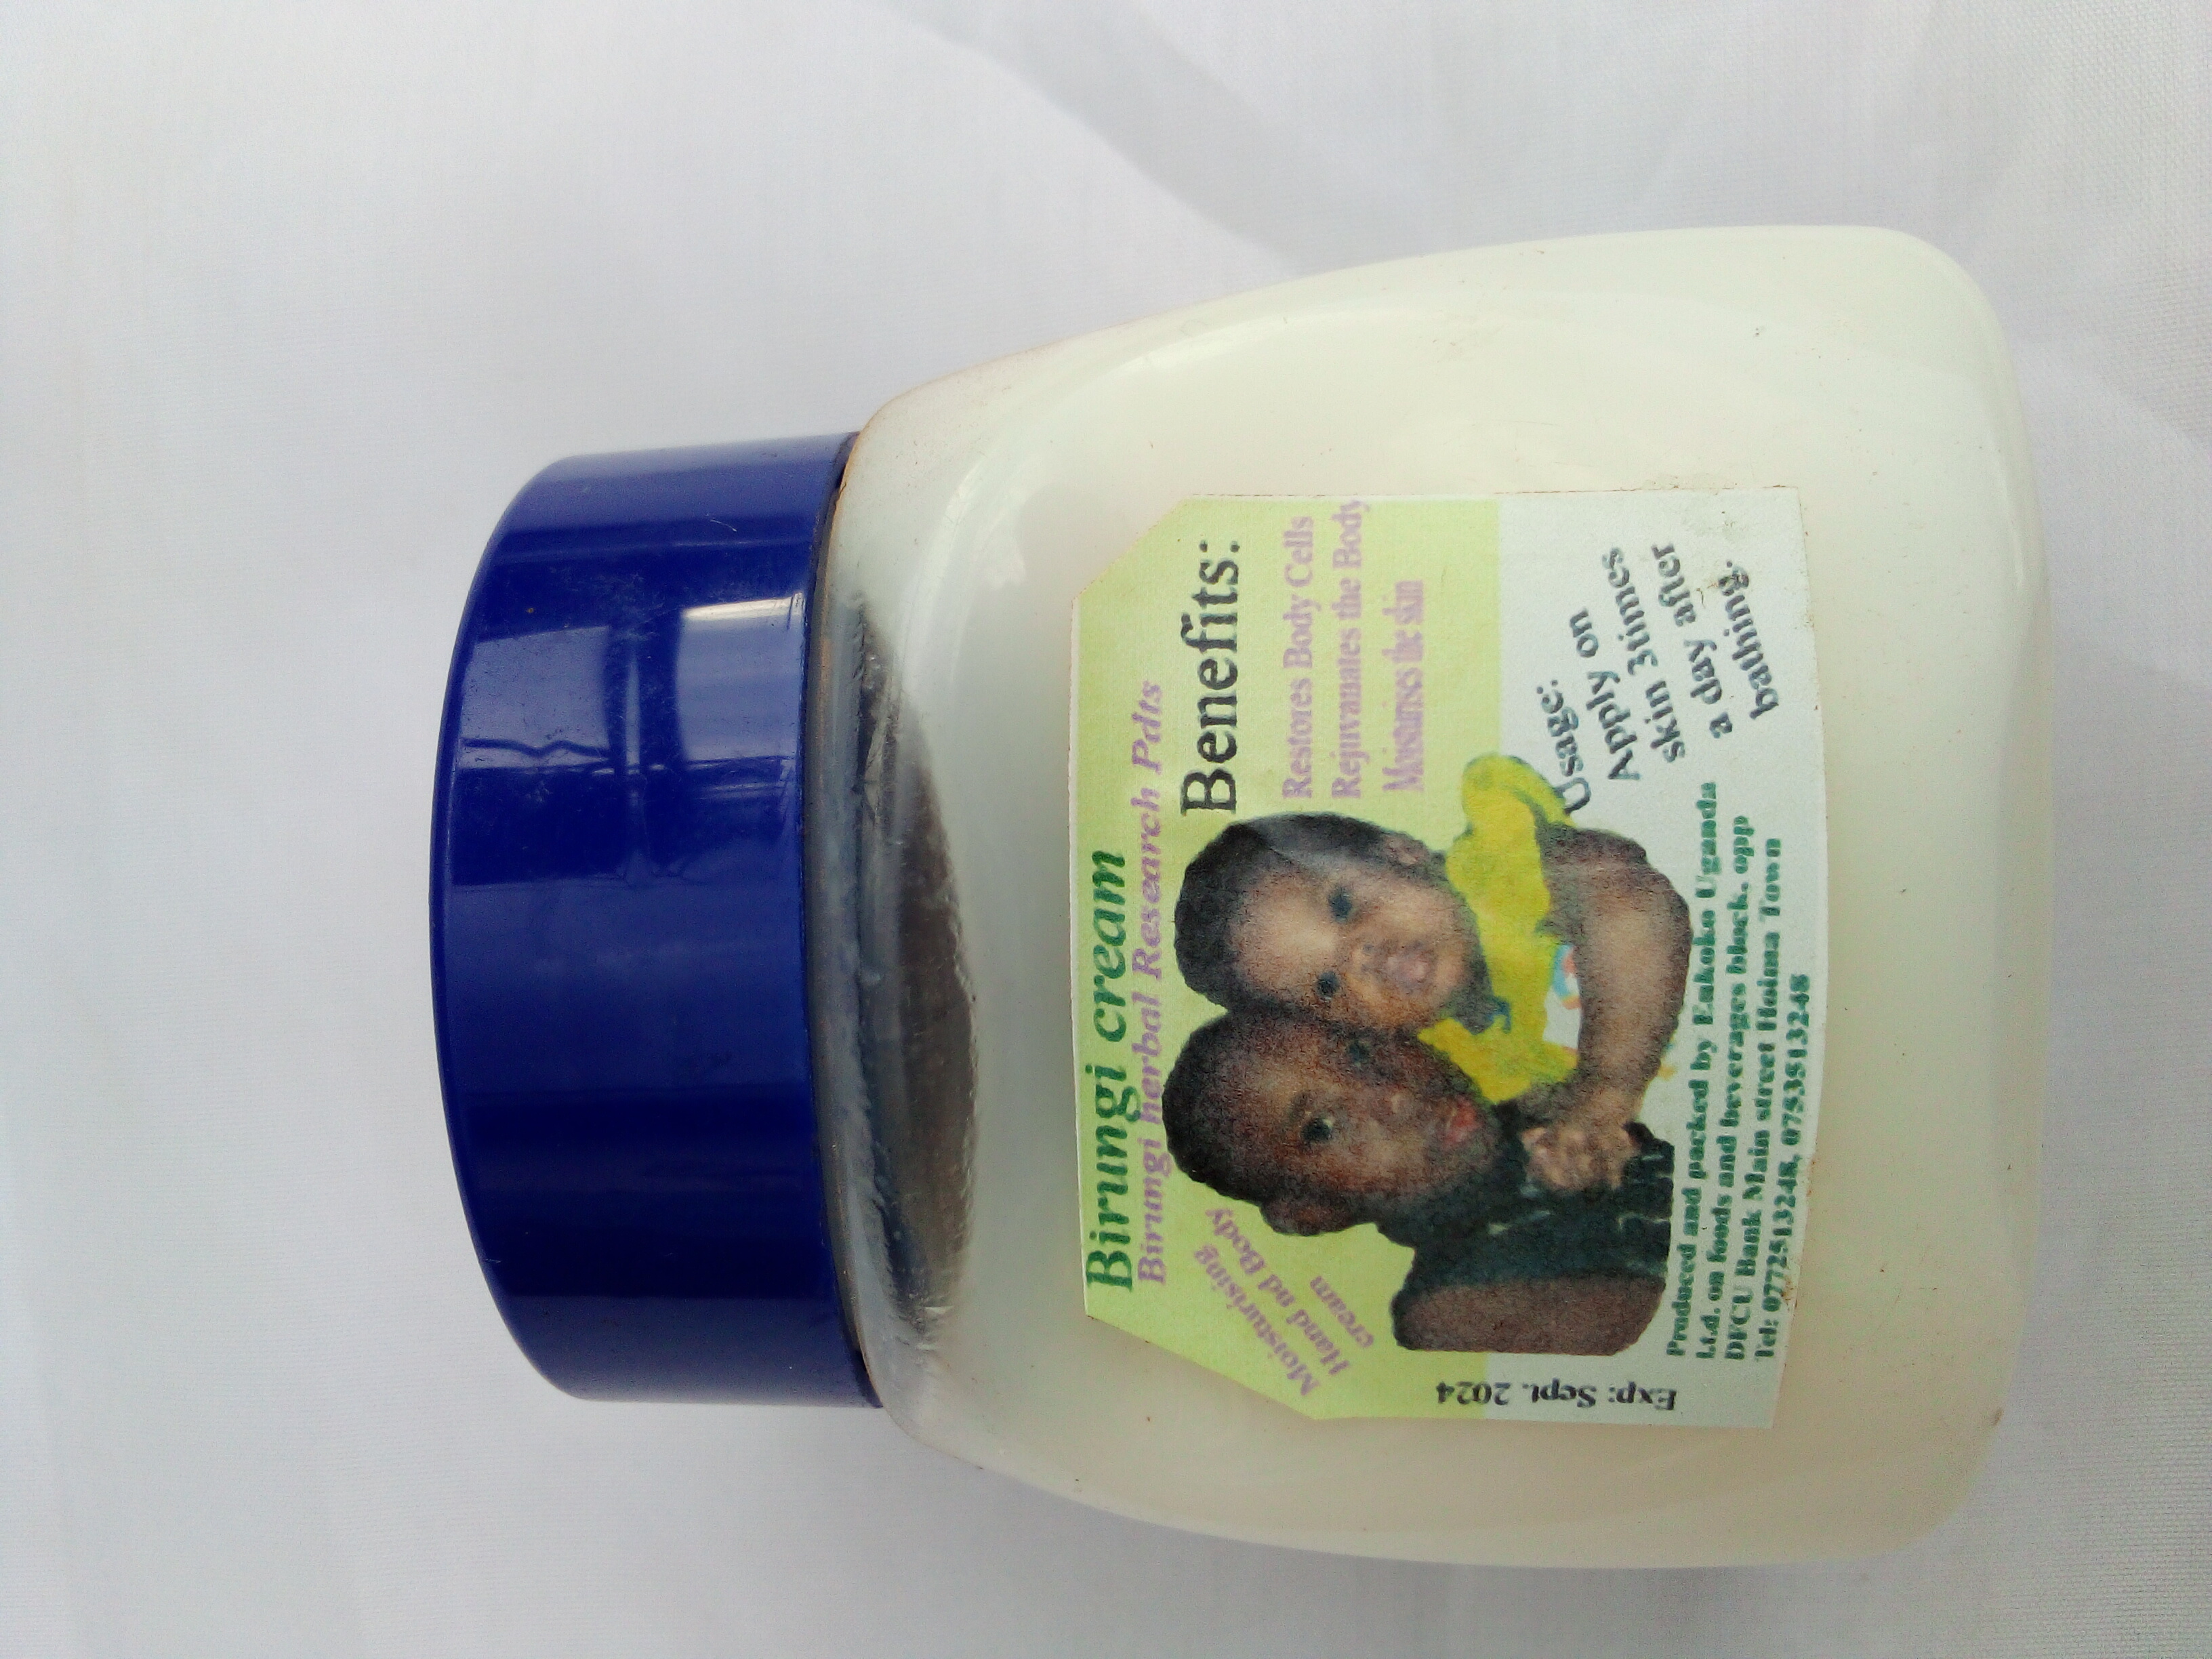 Birungi cream
Birungi herbal Research Pdts
Moisturising
Hand nd Body
cream
Benefits:
Restores Body Cells
Rejuvanates the Body
Moisturises the skin
Exp: Sept. 2024
Usage:
Apply on
skin 3times
a day after
bathing.
Produced and packed by Enkoko Uganda
Lt.d. on foods and beverages block. opp
DFCU Bank Main street Hoima Town
Tel: 0772513248, 0753513248